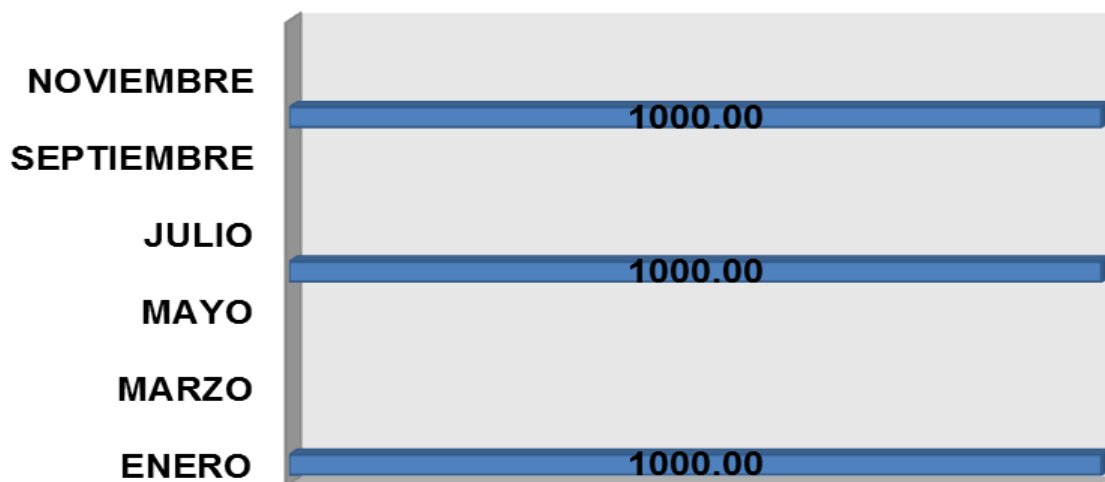 NOVIEMBRE
1000.00
SEPTIEMBRE
JULIO
1000.00
MAYO
MARZO
ENERO
1000.00